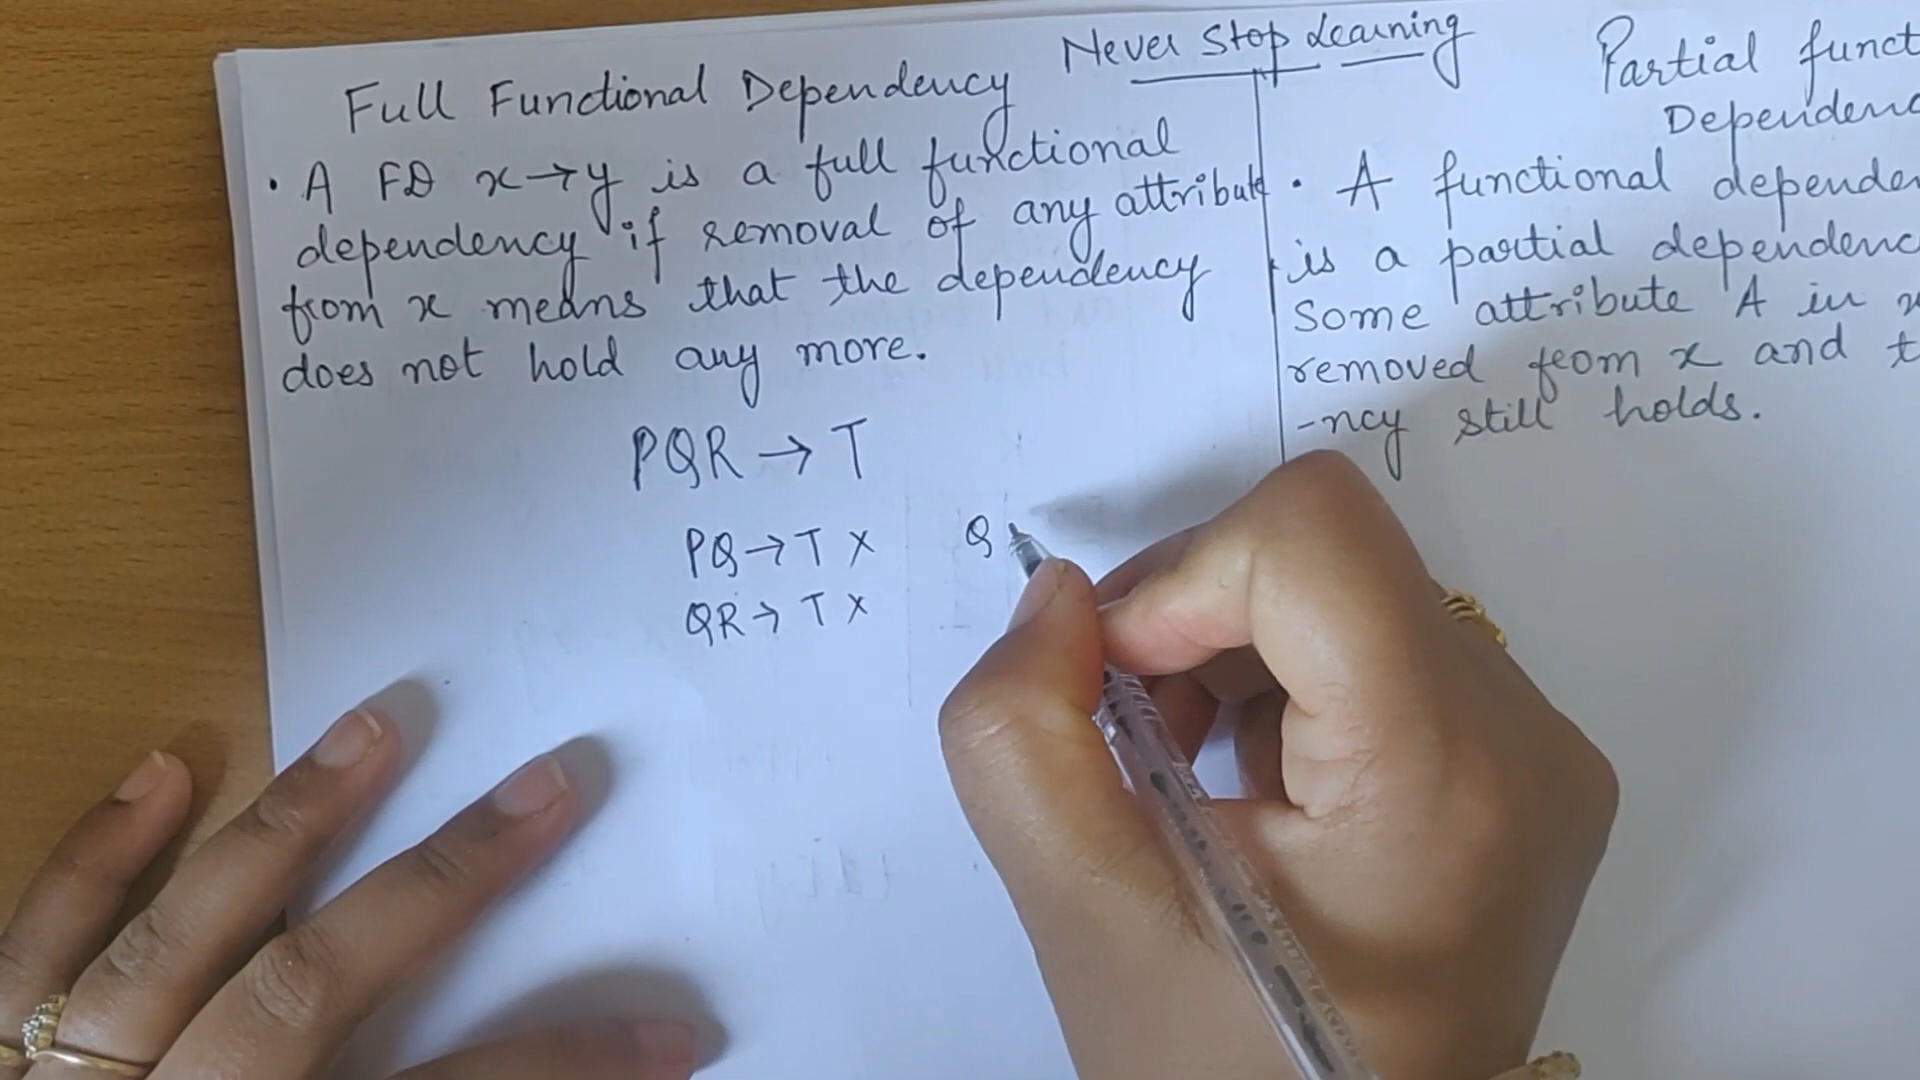 Never Stop Learning
Full Functional Dependency
• A FD x→y is a full functional
dependency if removal of any attribute
from x means that the dependency
does not hold any more.
PQR → T
PQ → T X
QR → T X
Q
Partial funct
Dependenc
• A functional dependen
is a partial dependenc
Some attribute A in x
removed from x and t
-ncy still holds.